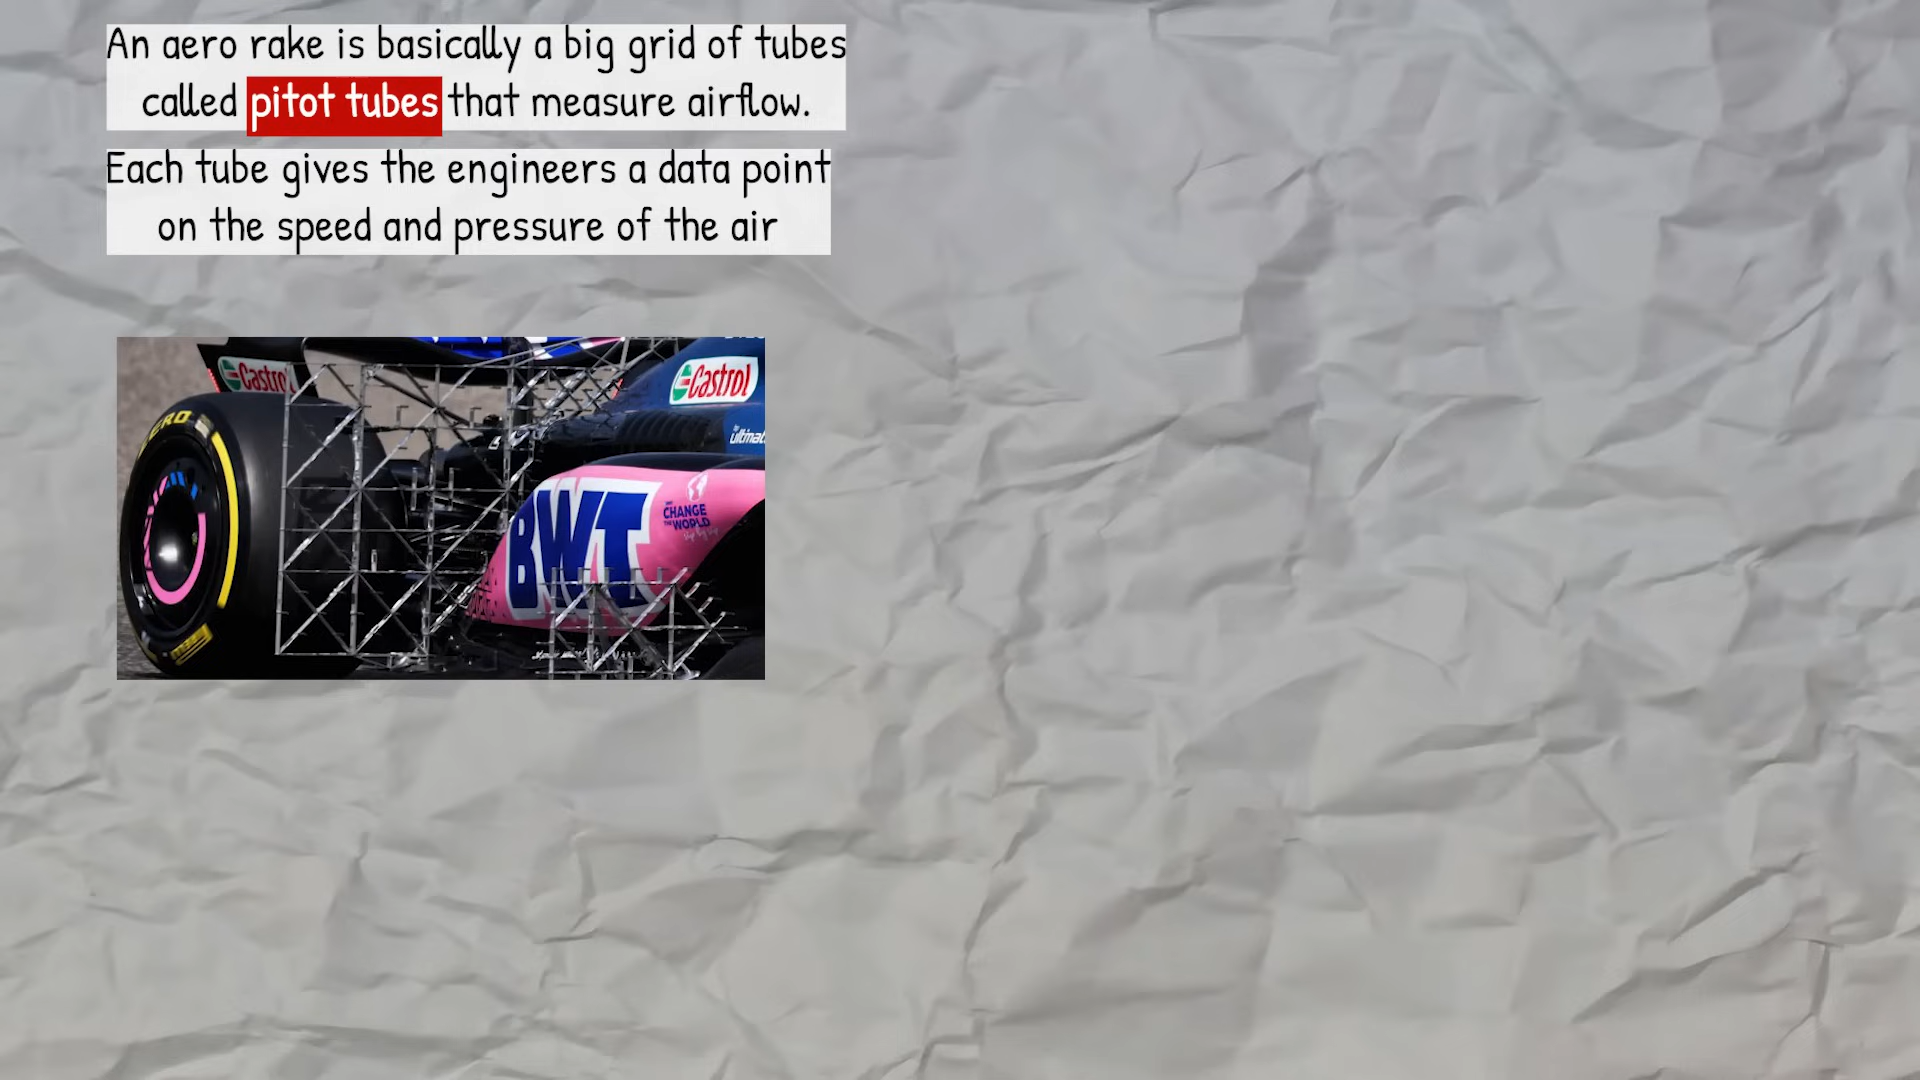 An aero rake is basically a big grid of tubes
called pitot tubes that measure airflow.
Each tube gives the engineers a data point
on the speed and pressure of the air
Castrol
Castrol
BWT
CHANGE
THE WORLD